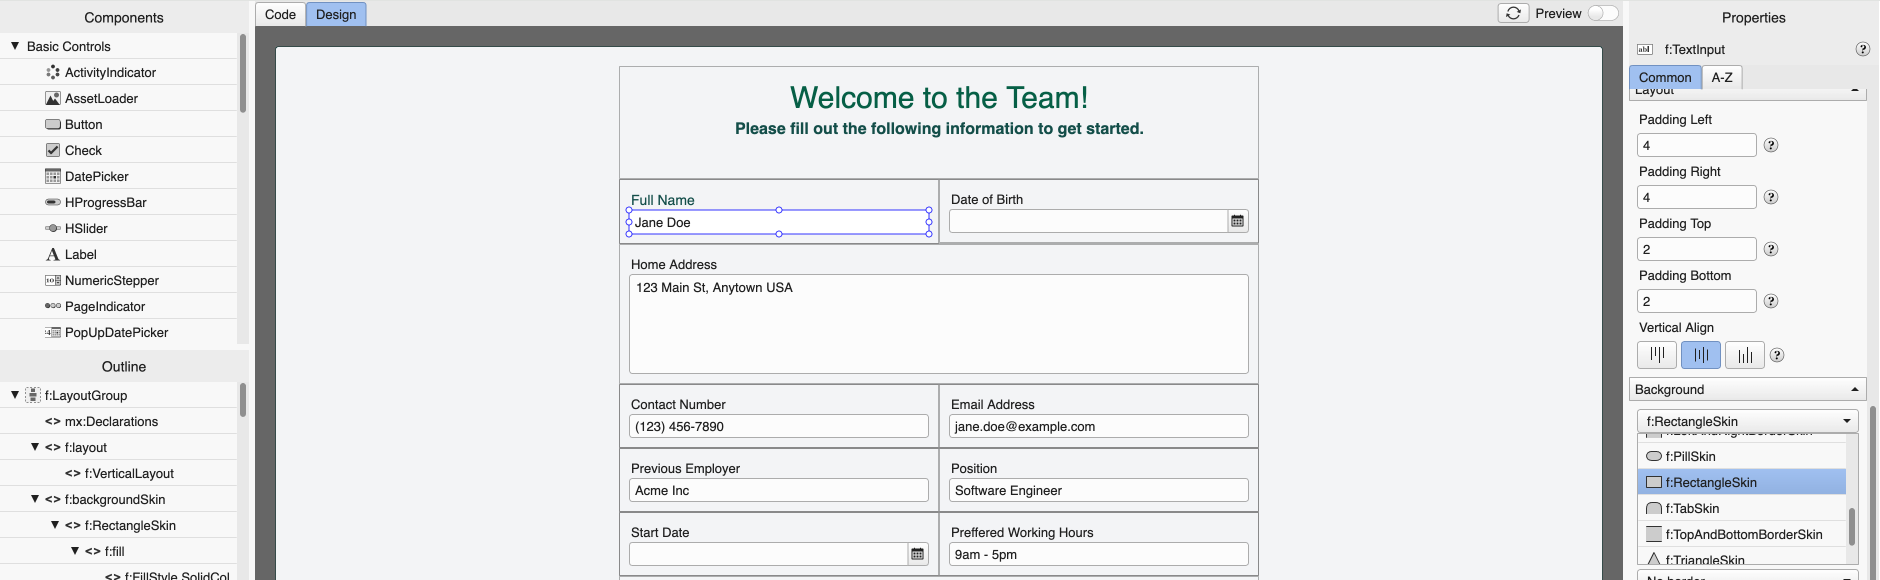 Components
Basic Controls
ActivityIndicator
AssetLoader
Button
Check
DatePicker
HProgressBar
HSlider
Label
NumericStepper
PageIndicator
PopUpDatePicker
Outline
f:LayoutGroup
<> mx:Declarations
<> f:layout
<> f:VerticalLayout
<> f:backgroundSkin
<> f:RectangleSkin
<> f:fill
<> f:FillStyle.SolidCol
Code
Design
Preview
Welcome to the Team!
Please fill out the following information to get started.
Full Name
Jane Doe
Date of Birth
Home Address
123 Main St, Anytown USA
Contact Number
(123) 456-7890
Email Address
jane.doe@example.com
Previous Employer
Acme Inc
Position
Software Engineer
Start Date
Preffered Working Hours
9am - 5pm
Properties
abl f:TextInput ?
Common
A-Z
Layout
Padding Left
4 ?
Padding Right
4 ?
Padding Top
2 ?
Padding Bottom
2 ?
Vertical Align
?
Background
f:RectangleSkin
f:PillSkin
f:RectangleSkin
f:TabSkin
f:TopAndBottomBorderSkin
f:TriangleSkin
No border